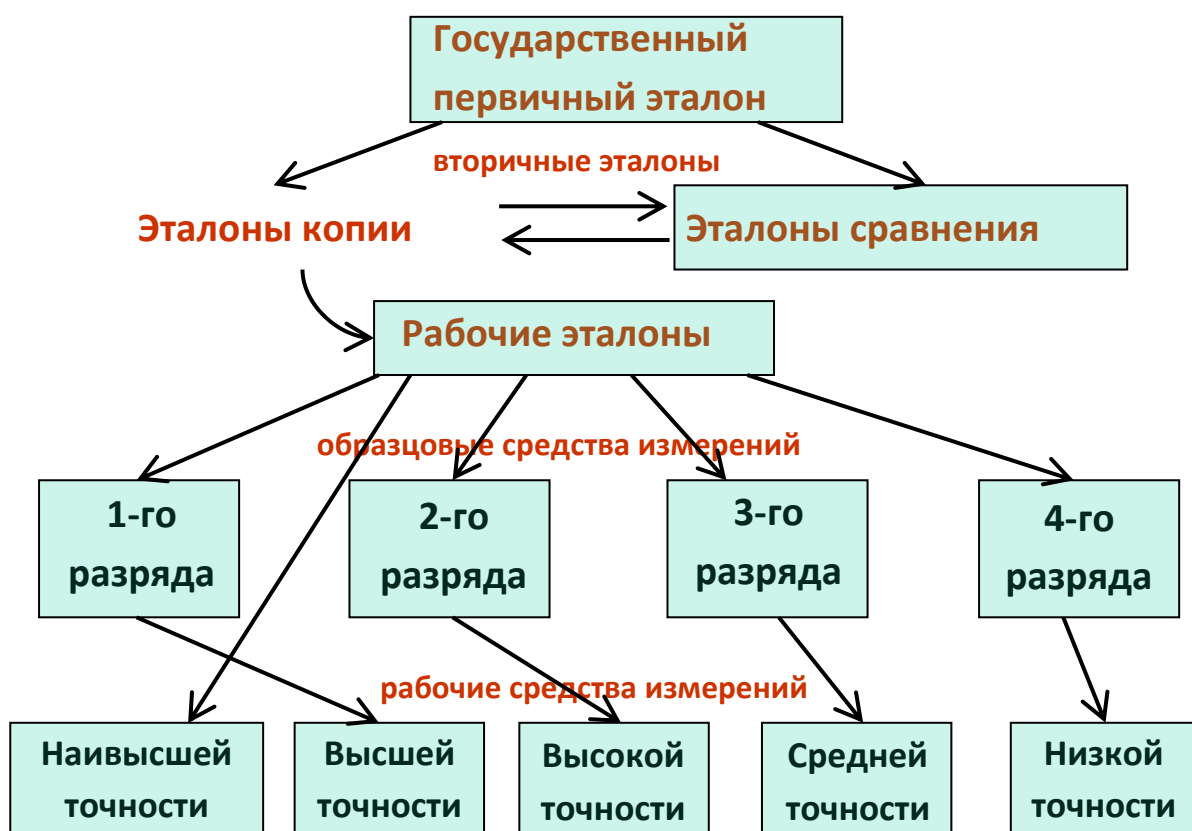 Государственный
первичный эталон
вторичные эталоны
Эталоны копии
Эталоны сравнения
Рабочие эталоны
образцовые средства измерений
1-го
разряда
2-го
разряда
3-го
разряда
4-го
разряда
рабочие средства измерений
Наивысшей
точности
Высшей
точности
Высокой
точности
Средней
точности
Низкой
точности